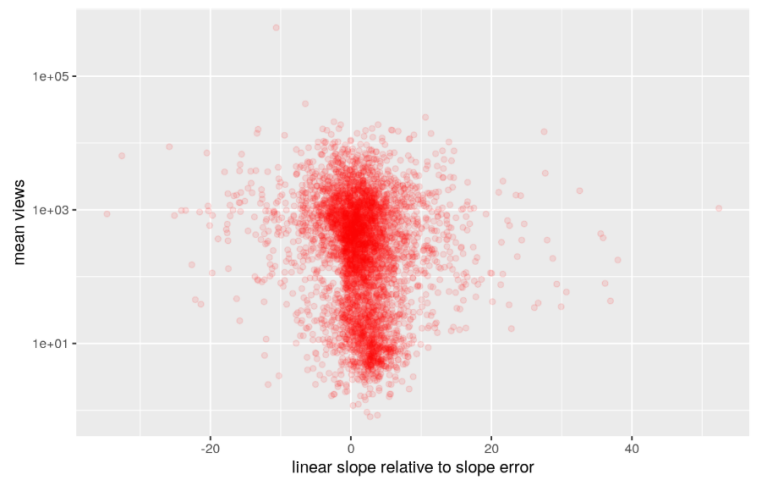 1e+05
1e+03
1e+01
mean views
-20 0 20 40
linear slope relative to slope error